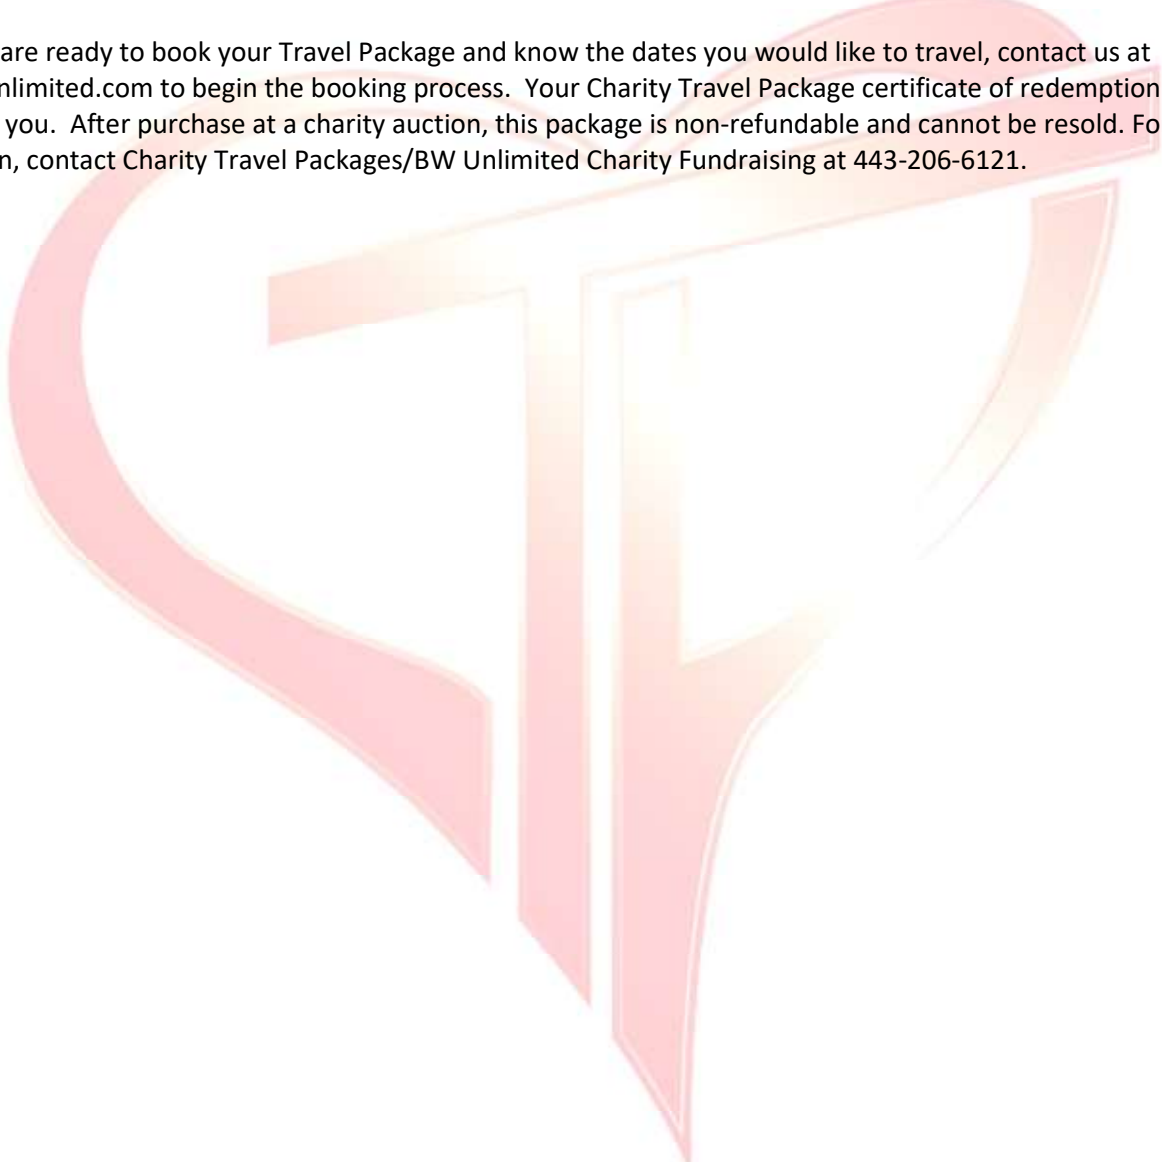 are ready to book your Travel Package and know the dates you would like to travel, contact us at
nlimited.com to begin the booking process.  Your Charity Travel Package certificate of redemption
you.  After purchase at a charity auction, this package is non-refundable and cannot be resold. Fo
n, contact Charity Travel Packages/BW Unlimited Charity Fundraising at 443-206-6121.